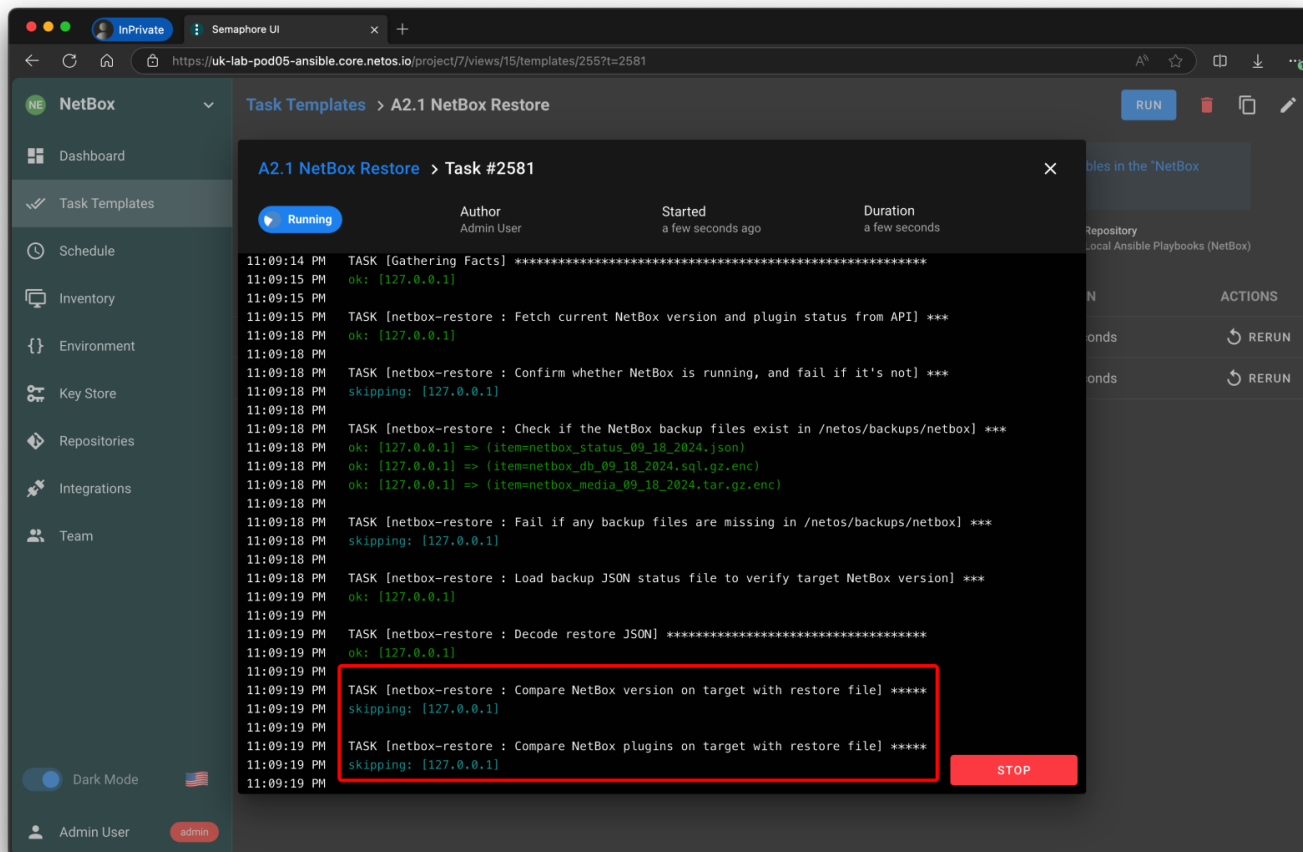 InPrivate
Semaphore UI
https://uk-lab-pod05-ansible.core.netos.io/project/7/views/15/templates/255?t=2581
NE
NetBox
Task Templates > A2.1 NetBox Restore
RUN
Dashboard
Task Templates
Schedule
Inventory
Environment
Key Store
Repositories
Integrations
Team
Dark Mode
Admin User
admin
bles in the "NetBox
Repository
Local Ansible Playbooks (NetBox)
N
ACTIONS
onds
RERUN
onds
RERUN
A2.1 NetBox Restore > Task #2581
Running
Author
Admin User
Started
a few seconds ago
Duration
a few seconds
11:09:14 PM TASK [Gathering Facts] ********************************************************
11:09:15 PM ok: [127.0.0.1]
11:09:15 PM
11:09:15 PM TASK [netbox-restore : Fetch current NetBox version and plugin status from API] ***
11:09:18 PM ok: [127.0.0.1]
11:09:18 PM
11:09:18 PM TASK [netbox-restore : Confirm whether NetBox is running, and fail if it's not] ***
11:09:18 PM skipping: [127.0.0.1]
11:09:18 PM
11:09:18 PM TASK [netbox-restore : Check if the NetBox backup files exist in /netos/backups/netbox] ***
11:09:18 PM ok: [127.0.0.1] => (item=netbox_status_09_18_2024.json)
11:09:18 PM ok: [127.0.0.1] => (item=netbox_db_09_18_2024.sql.gz.enc)
11:09:18 PM ok: [127.0.0.1] => (item=netbox_media_09_18_2024.tar.gz.enc)
11:09:18 PM
11:09:18 PM TASK [netbox-restore : Fail if any backup files are missing in /netos/backups/netbox] ***
11:09:18 PM skipping: [127.0.0.1]
11:09:18 PM
11:09:18 PM TASK [netbox-restore : Load backup JSON status file to verify target NetBox version] ***
11:09:18 PM ok: [127.0.0.1]
11:09:19 PM
11:09:19 PM TASK [netbox-restore : Decode restore JSON] ************************************
11:09:19 PM ok: [127.0.0.1]
11:09:19 PM
11:09:19 PM TASK [netbox-restore : Compare NetBox version on target with restore file] *****
11:09:19 PM skipping: [127.0.0.1]
11:09:19 PM
11:09:19 PM TASK [netbox-restore : Compare NetBox plugins on target with restore file] *****
11:09:19 PM skipping: [127.0.0.1]
11:09:19 PM
STOP